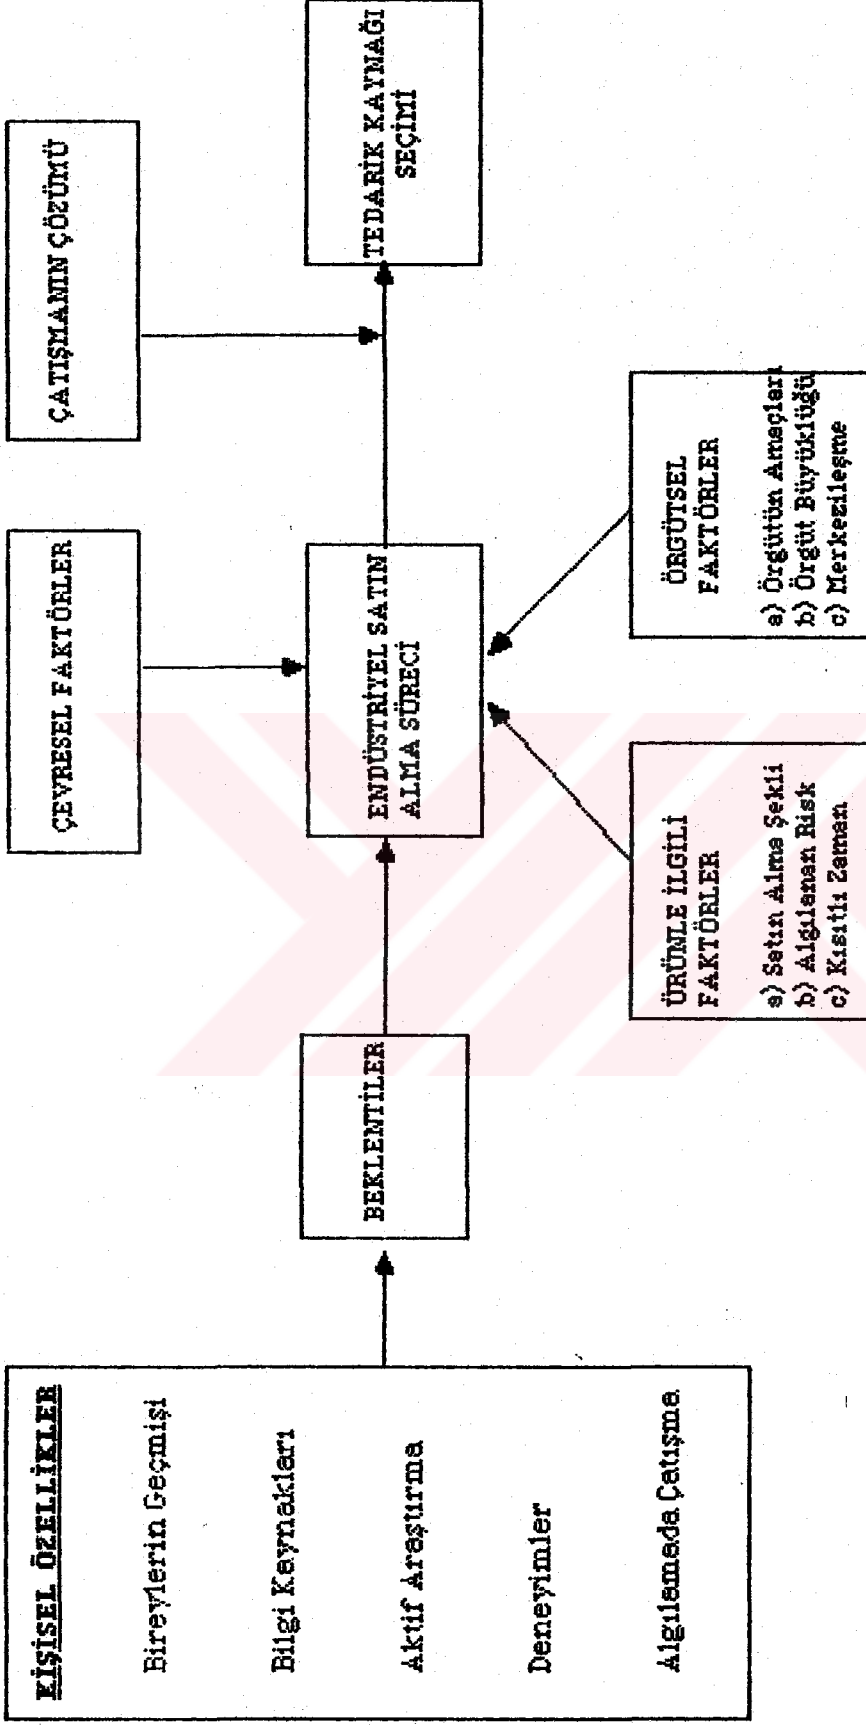 KİŞİSEL ÖZELLİKLER
Bireylerin Geçmişi
Bilgi Kaynakları
Aktif Araştırma
Deneyimler
Algılamada Çatışma
BEKLENTİLER
ÇEVRESEL FAKTÖRLER
ENDÜSTRİYEL SATIN
ALMA SÜRECİ
ÜRÜNLE İLGİLİ
FAKTÖRLER
a) Satın Alma Şekli
b) Algılanan Risk
c) Kısıtlı Zaman
ÖRGÜTSEL
FAKTÖRLER
a) Örgütün Amaçları
b) Örgüt Büyüklüğü
c) Merkezileşme
ÇATIŞMANIN ÇÖZÜMÜ
TEDARİK KAYNAĞI
SEÇİMİ